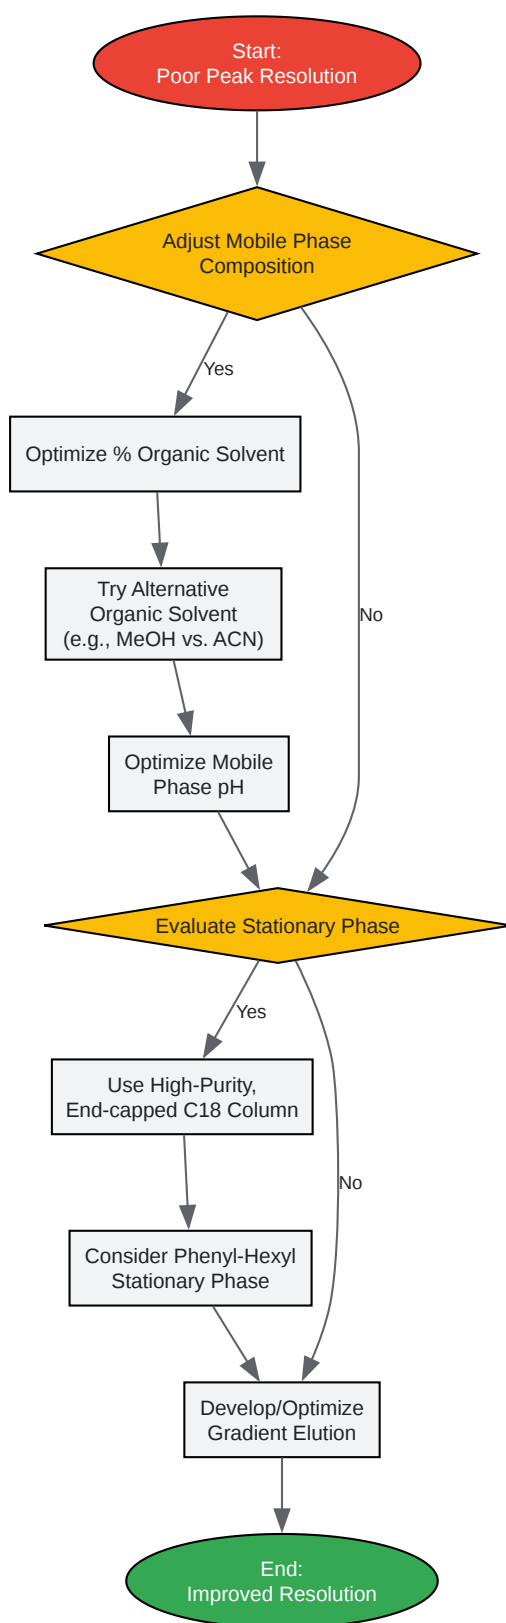 Start:
Poor Peak Resolution
Adjust Mobile Phase
Composition
Yes
Optimize % Organic Solvent
Try Alternative
Organic Solvent
(e.g., MeOH vs. ACN)
No
Optimize Mobile
Phase pH
Evaluate Stationary Phase
Yes
Use High-Purity,
End-capped C18 Column
No
Consider Phenyl-Hexyl
Stationary Phase
Develop/Optimize
Gradient Elution
End:
Improved Resolution